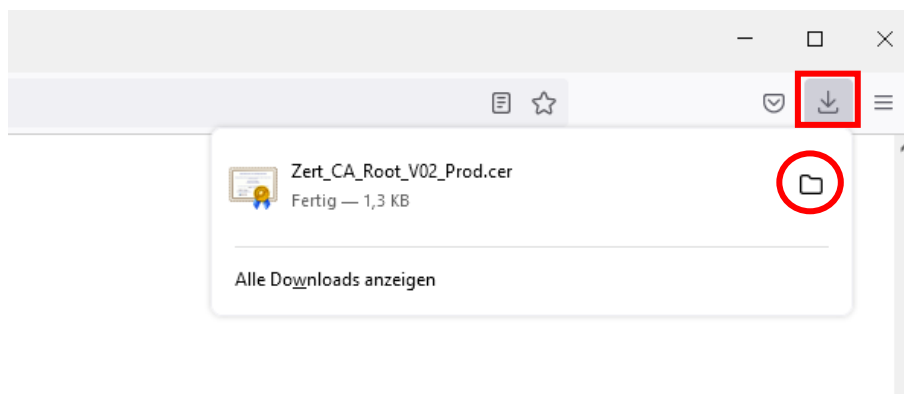 Zert_CA_Root_V02_Prod.cer
Fertig — 1,3 KB
Alle Downloads anzeigen